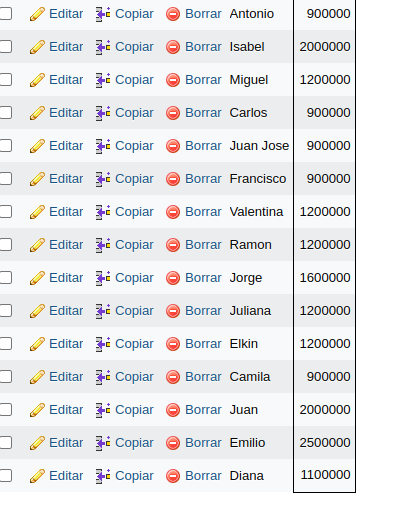 Editar Copiar Borrar Antonio 900000
Editar Copiar Borrar Isabel 2000000
Editar Copiar Borrar Miguel 1200000
Editar Copiar Borrar Carlos 900000
Editar Copiar Borrar Juan Jose 900000
Editar Copiar Borrar Francisco 900000
Editar Copiar Borrar Valentina 1200000
Editar Copiar Borrar Ramon 1200000
Editar Copiar Borrar Jorge 1600000
Editar Copiar Borrar Juliana 1200000
Editar Copiar Borrar Elkin 1200000
Editar Copiar Borrar Camila 900000
Editar Copiar Borrar Juan 2000000
Editar Copiar Borrar Emilio 2500000
Editar Copiar Borrar Diana 1100000